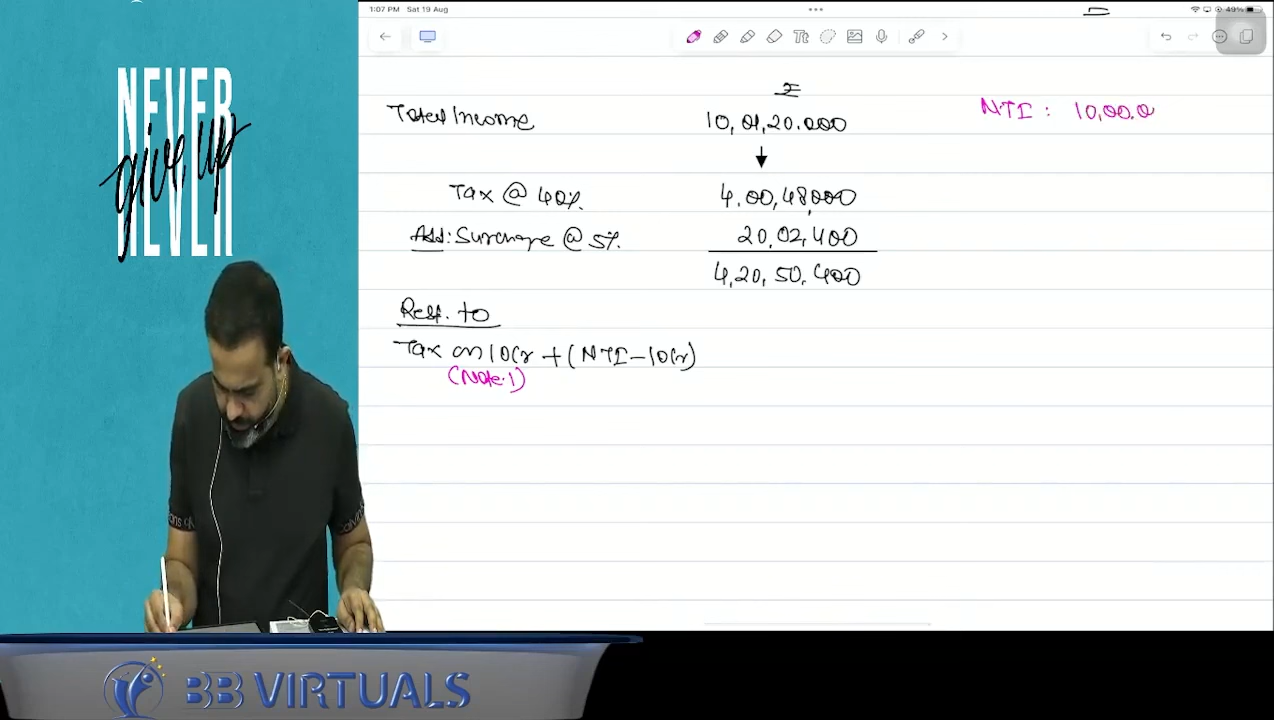 1:07 PM Sat 19 Aug
49%
NEVER
give up
NEVER
Total Income 10,01,20,000
NTI : 10,00,0
Tax @ 40% 4,00,48,000
Add: Surcharge @ 5% 20,02,400
4,20,50,400
Rest. to
Tax on 10Cr + (NTI - 10Cr)
(Note:1)
BB VIRTUALS